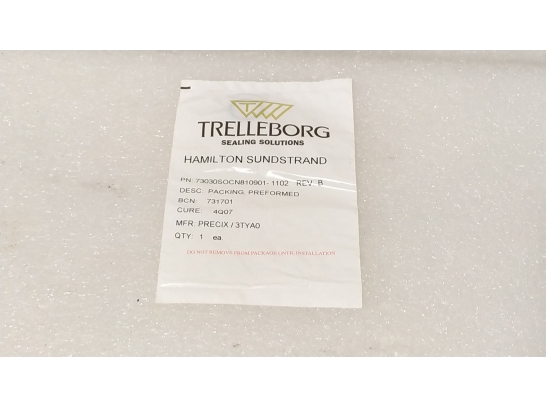 TRELLEBORG
SEALING SOLUTIONS
HAMILTON SUNDSTRAND
PN: 73030SOCN810901-1102 REV B
DESC: PACKING, PREFORMED
BCN: 731701
CURE: 4Q07
MFR: PRECIX / 3TYA0
QTY: 1 ea
DO NOT REMOVE FROM PACKAGE UNTIL INSTALLATION